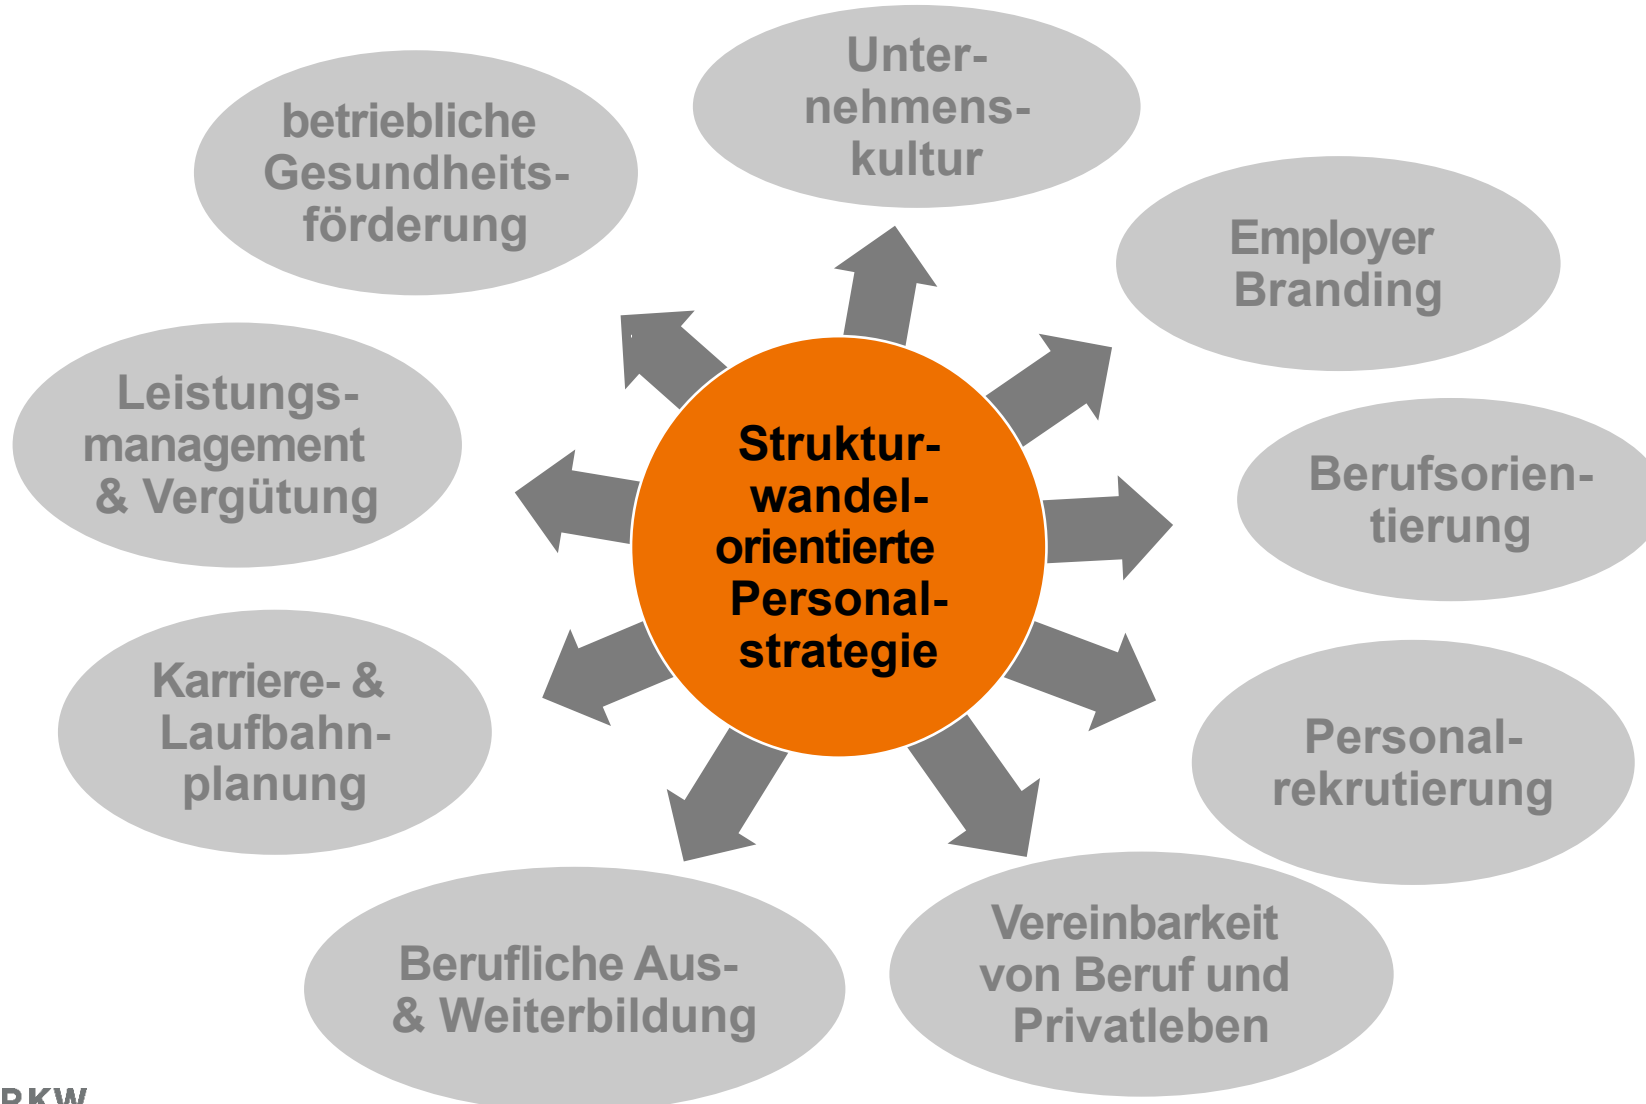 Unter-
nehmens-
kultur
betriebliche
Gesundheits-
förderung
Employer
Branding
Leistungs-
management
& Vergütung
Struktur-
wandel-
orientierte
Personal-
strategie
Berufsorien-
tierung
Karriere- &
Laufbahn-
planung
Personal-
rekrutierung
Berufliche Aus-
& Weiterbildung
Vereinbarkeit
von Beruf und
Privatleben
RKW